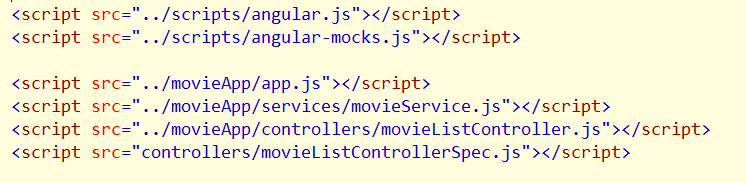 <script src="../scripts/angular.js"></script>
<script src="../scripts/angular-mocks.js"></script>
<script src="../movieApp/app.js"></script>
<script src="../movieApp/services/movieService.js"></script>
<script src="../movieApp/controllers/movieListController.js"></script>
<script src="controllers/movieListControllerSpec.js"></script>